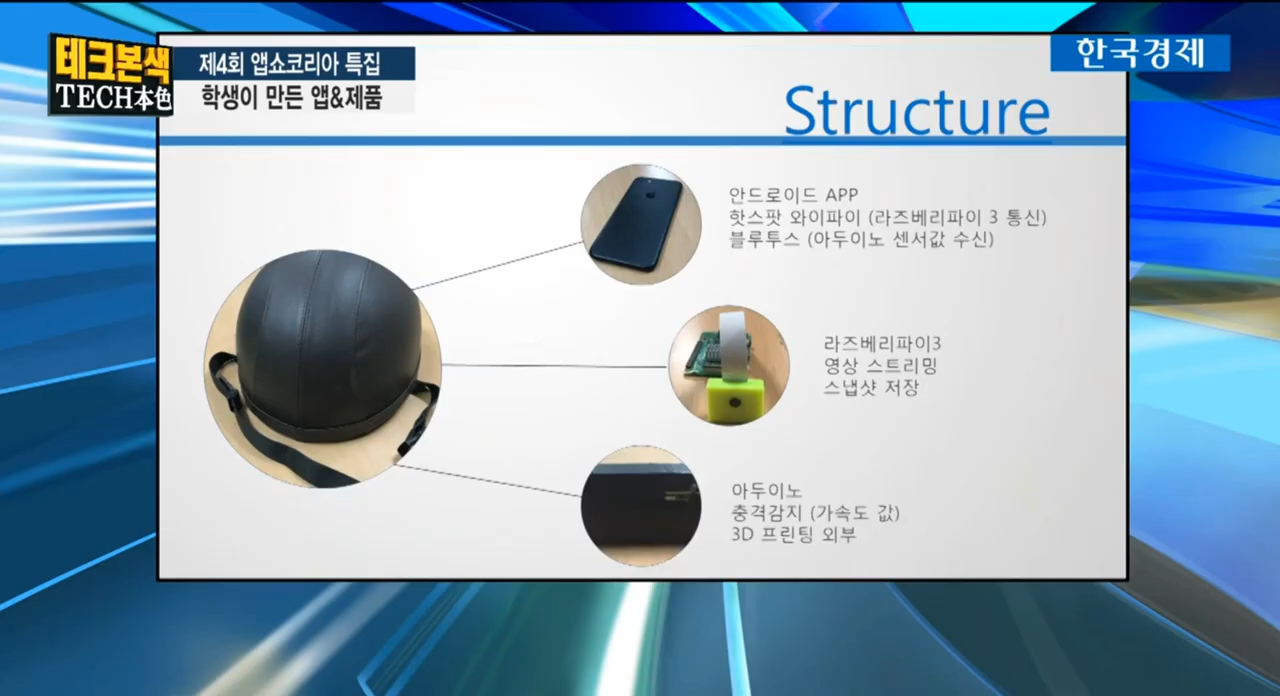 테크본색
TECH本色
제4회 앱쇼코리아 특집
학생이 만든 앱&제품
한국경제
Structure
안드로이드 APP
핫스팟 와이파이 (라즈베리파이 3 통신)
블루투스 (아두이노 센서값 수신)
라즈베리파이3
영상 스트리밍
스냅샷 저장
아두이노
충격감지 (가속도 값)
3D 프린팅 외부